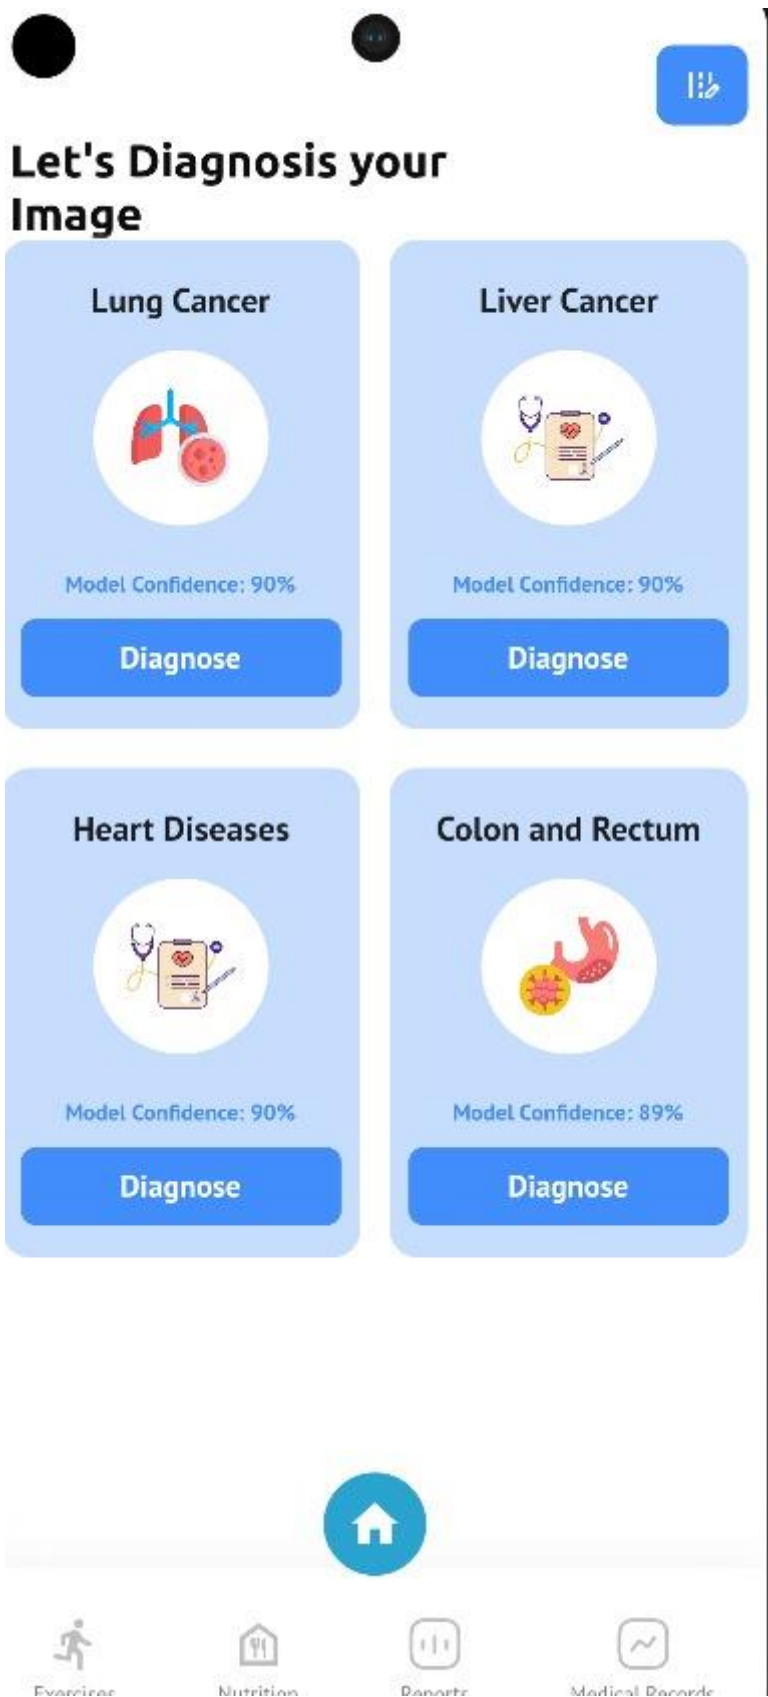 Let's Diagnosis your
Image
Lung Cancer
Liver Cancer
Model Confidence: 90%
Model Confidence: 90%
Diagnose
Diagnose
Heart Diseases
Colon and Rectum
Model Confidence: 90%
Model Confidence: 89%
Diagnose
Diagnose
Exercises
Nutrition
Reports
Medical Records